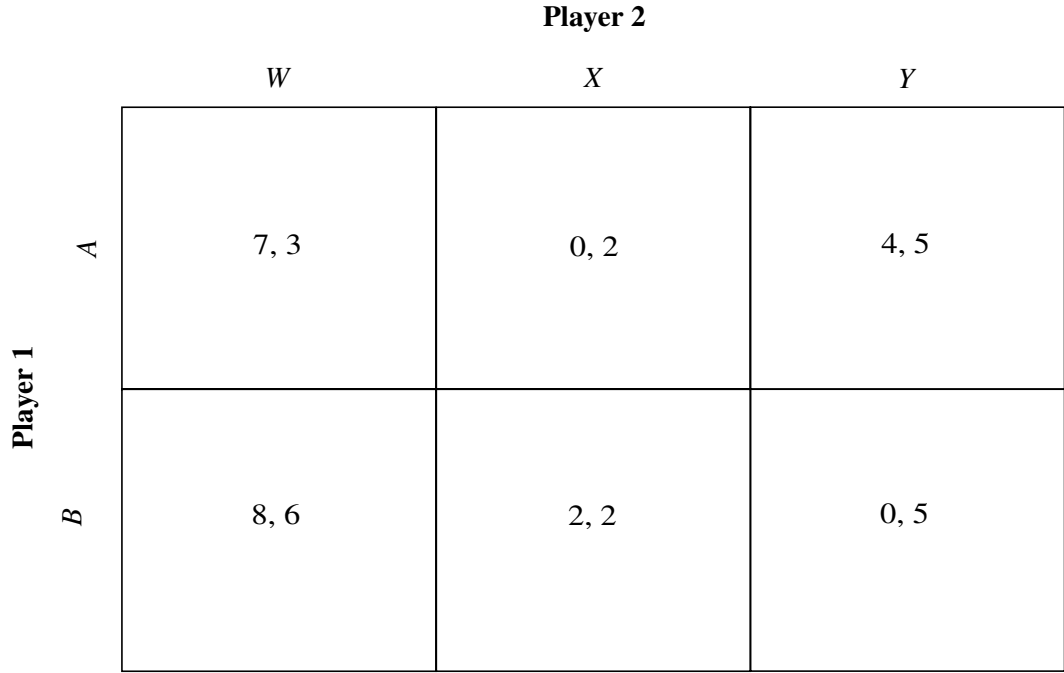 Player 2
W X Y
Player 1
A 7, 3 0, 2 4, 5
B 8, 6 2, 2 0, 5